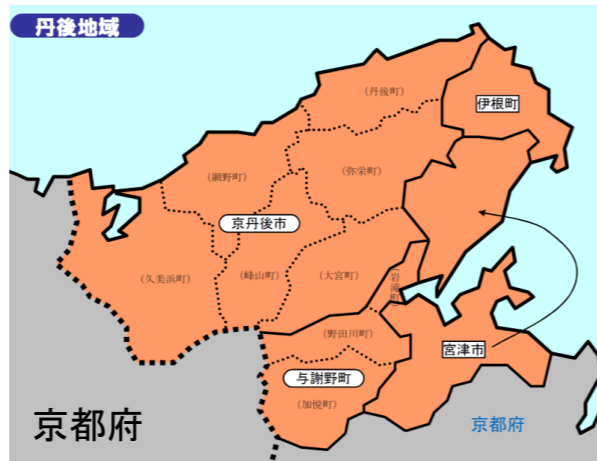 丹後地域
(丹後町)
伊根町
(網野町)
(弥栄町)
京丹後市
(久美浜町)
(峰山町)
(大宮町)
(岩滝町)
(野田川町)
宮津市
与謝野町
(加悦町)
京都府
京都府